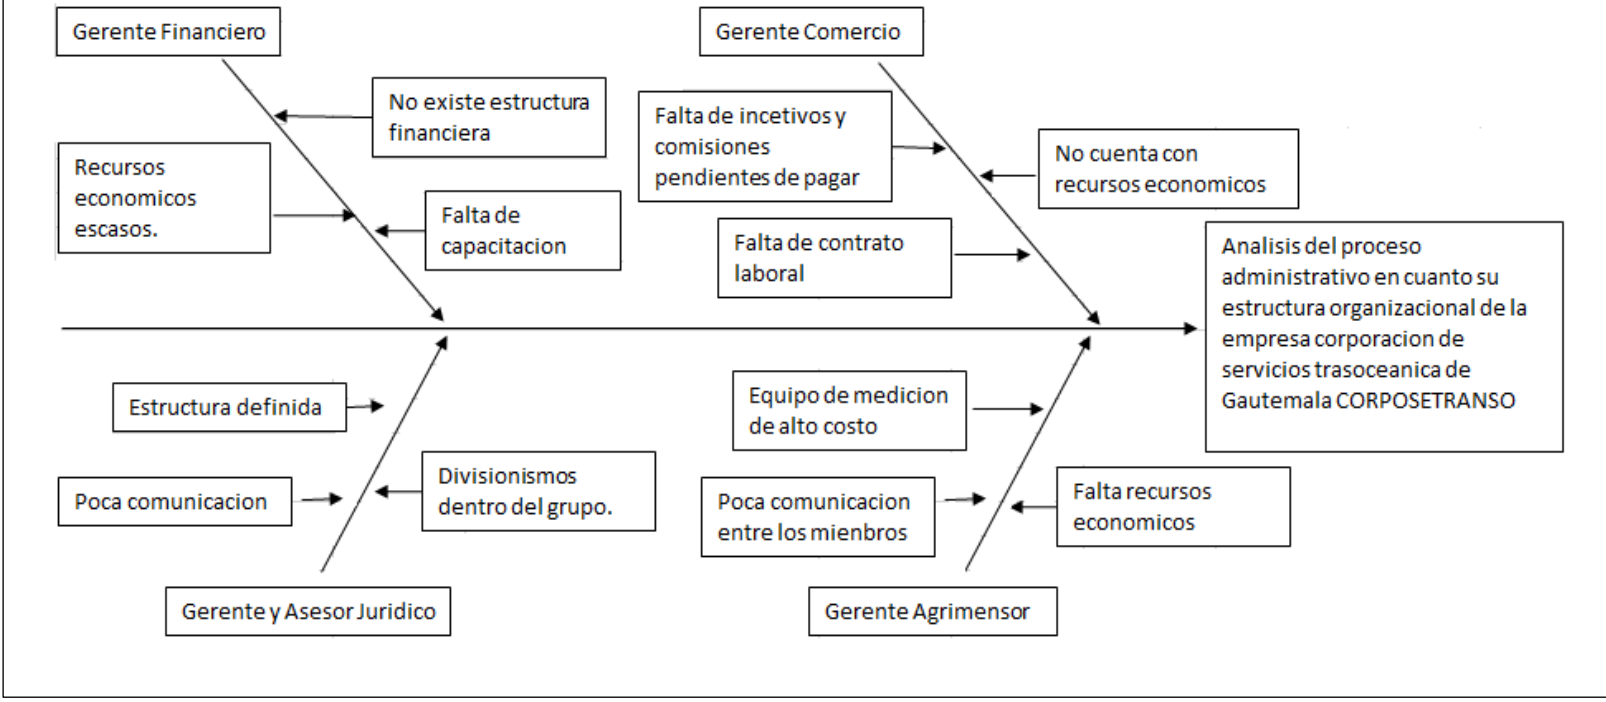 Gerente Financiero
Gerente Comercio
No existe estructura
financiera
Falta de incetivos y
comisiones
pendientes de pagar
No cuenta con
recursos economicos
Recursos
economicos
escasos.
Falta de
capacitacion
Falta de contrato
laboral
Analisis del proceso
administrativo en cuanto su
estructura organizacional de la
empresa corporacion de
servicios trasoceanica de
Gautemala CORPOSETRANSO
Estructura definida
Equipo de medicion
de alto costo
Poca comunicacion
Divisionismos
dentro del grupo.
Poca comunicacion
entre los mienbros
Falta recursos
economicos
Gerente y Asesor Juridico
Gerente Agrimensor